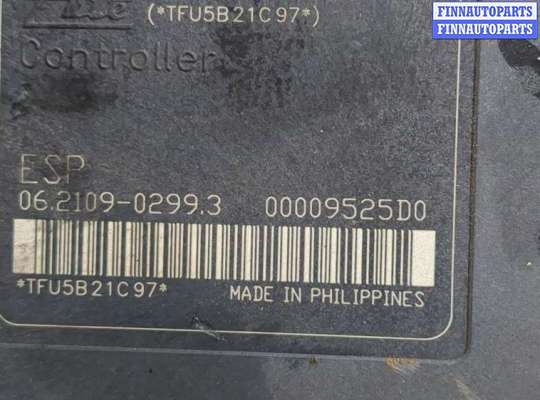 FINNAUTOPARTS
FINNAUTOPARTS
(*TFU5B21C97*)
Controller
ESP
06.2109-0299.3 00009525D0
*TFU5B21C97* MADE IN PHILIPPINES